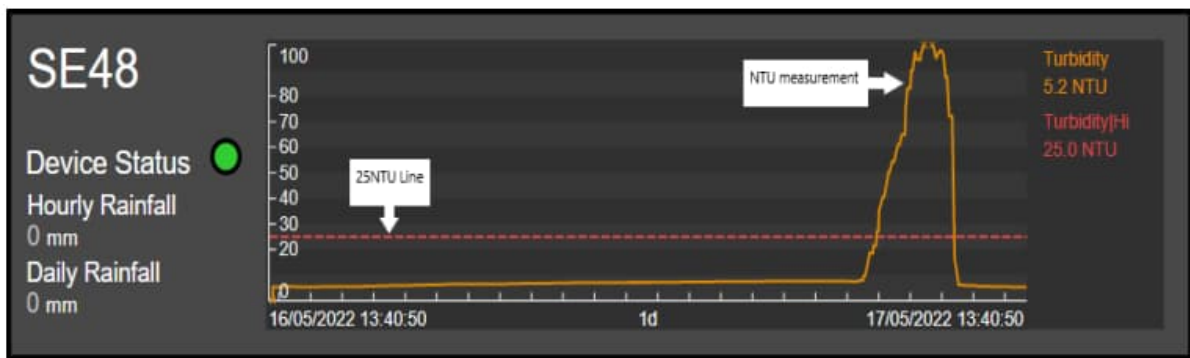 SE48
Device Status
Hourly Rainfall
0 mm
Daily Rainfall
0 mm
100
80
70
60
50
40
30
20
0
25NTU Line
NTU measurement
16/05/2022 13:40:50
1d
17/05/2022 13:40:50
Turbidity
5.2 NTU
Turbidity|Hi
25.0 NTU